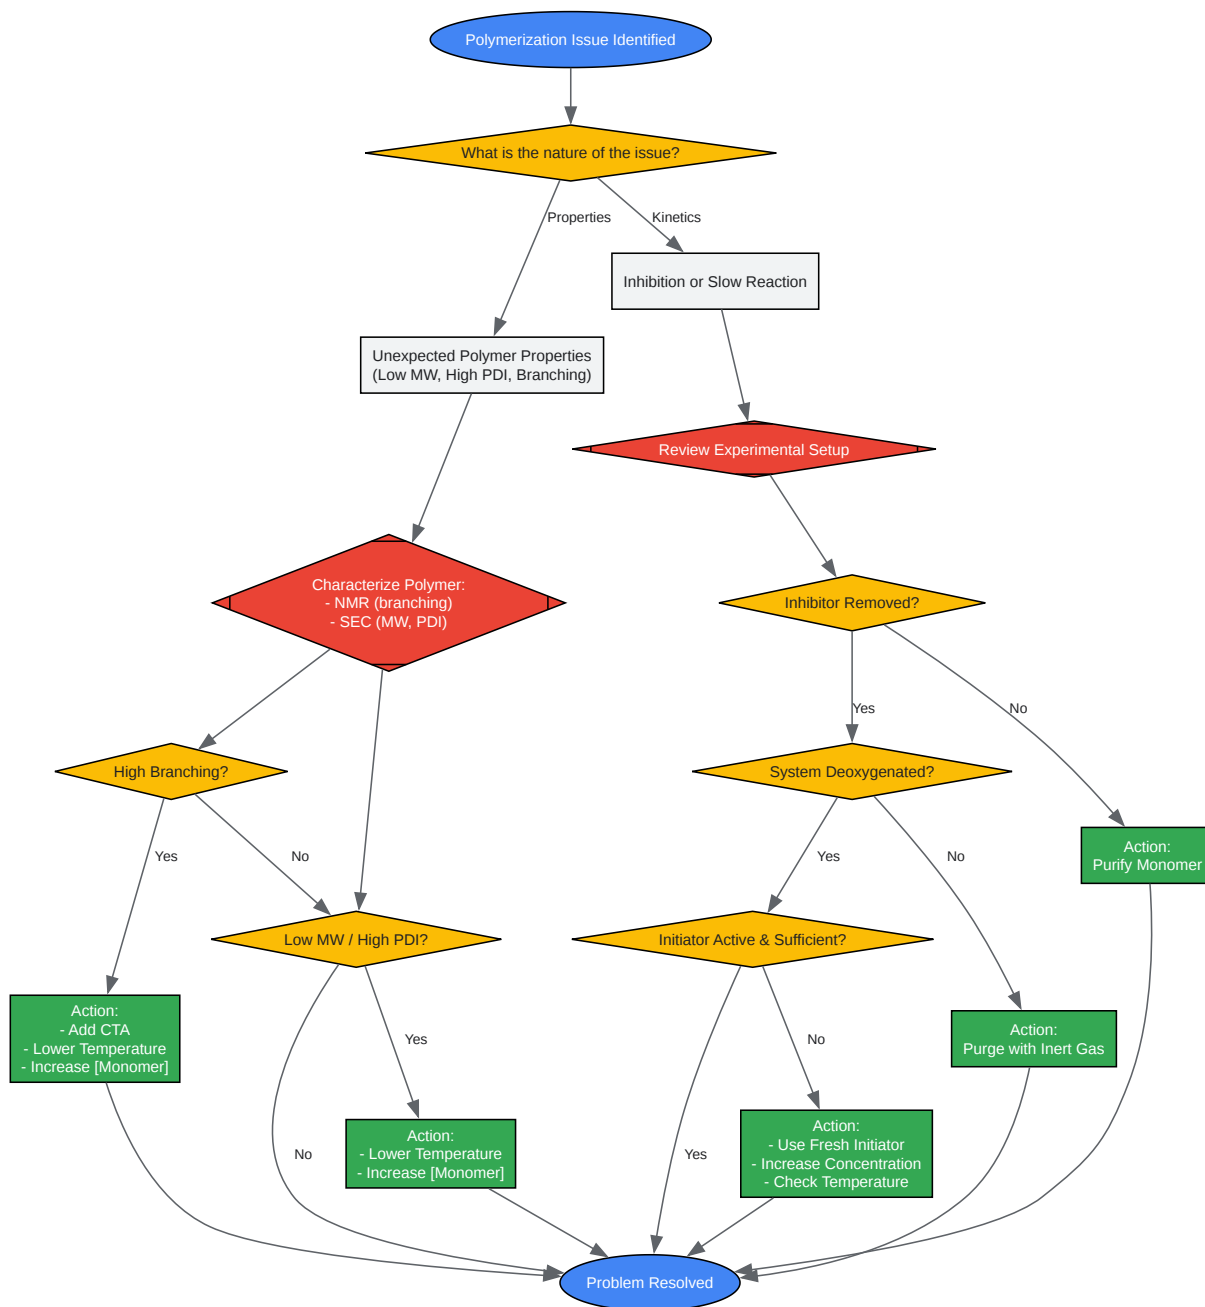 Polymerization Issue Identified
What is the nature of the issue?
Properties
Kinetics
Inhibition or Slow Reaction
Unexpected Polymer Properties
(Low MW, High PDI, Branching)
Review Experimental Setup
Characterize Polymer:
- NMR (branching)
- SEC (MW, PDI)
Inhibitor Removed?
Yes
No
High Branching?
System Deoxygenated?
Action:
Purify Monomer
Yes
No
Yes
No
Low MW / High PDI?
Initiator Active & Sufficient?
Action:
- Add CTA
- Lower Temperature
- Increase [Monomer]
Action:
Purge with Inert Gas
Yes
No
Action:
- Lower Temperature
- Increase [Monomer]
Action:
- Use Fresh Initiator
- Increase Concentration
- Check Temperature
No
Yes
Problem Resolved